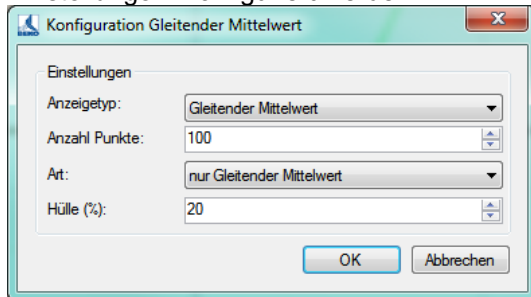 Konfiguration Gleitender Mittelwert
Einstellungen
Anzeigetyp: Gleitender Mittelwert
Anzahl Punkte: 100
Art: nur Gleitender Mittelwert
Hülle (%): 20
OK Abbrechen